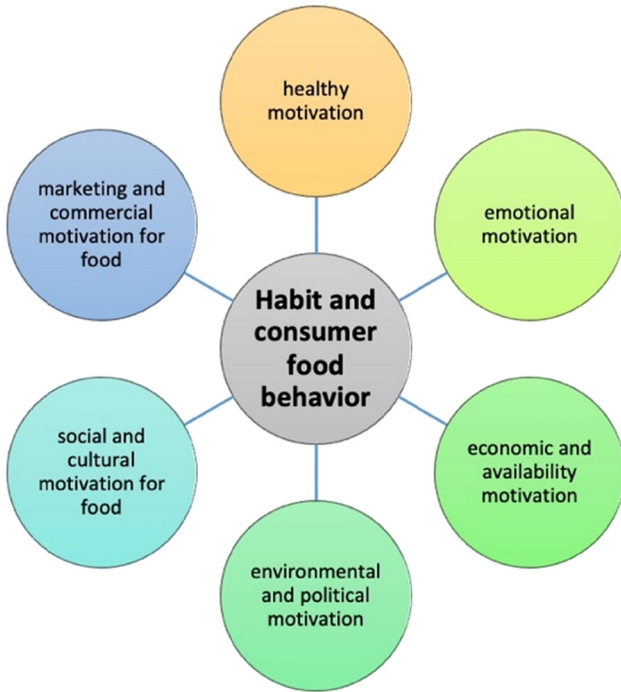 healthy
motivation
emotional
motivation
economic and
availability
motivation
environmental
and political
motivation
social and
cultural
motivation for
food
marketing and
commercial
motivation for
food
Habit and
consumer
food
behavior